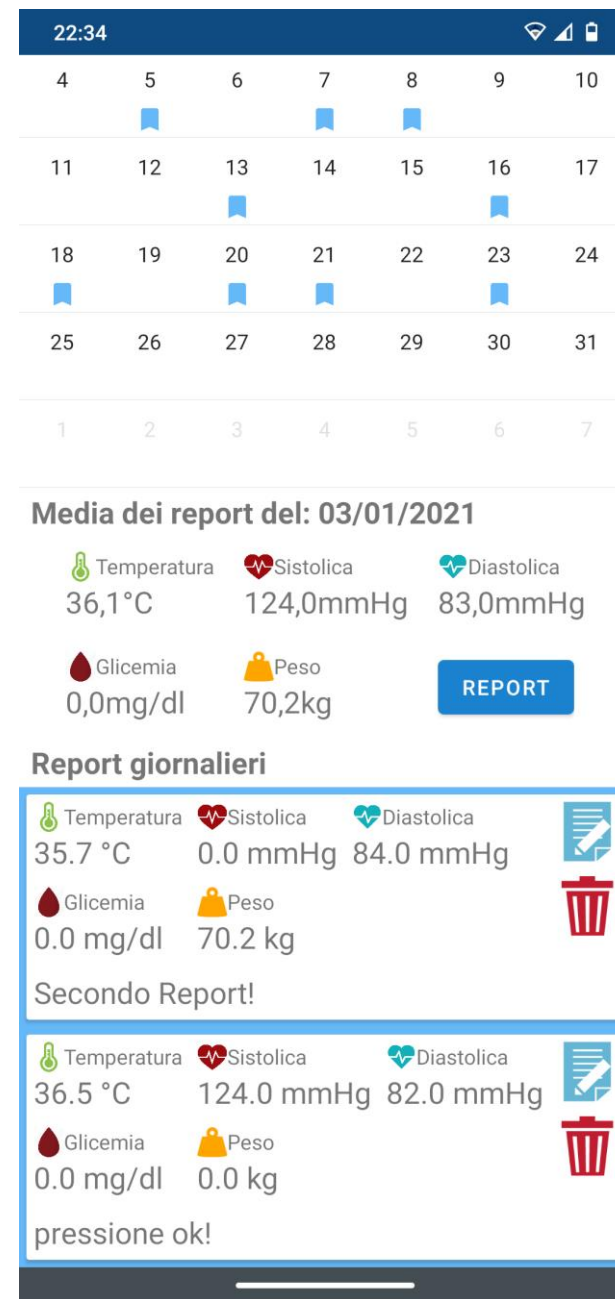 22:34
4 5 6 7 8 9 10
11 12 13 14 15 16 17
18 19 20 21 22 23 24
25 26 27 28 29 30 31
1 2 3 4 5 6 7
Media dei report del: 03/01/2021
Temperatura Sistolica Diastolica
36,1°C 124,0mmHg 83,0mmHg
Glicemia Peso
0,0mg/dl 70,2kg REPORT
Report giornalieri
Temperatura Sistolica Diastolica
35.7 °C 0.0 mmHg 84.0 mmHg
Glicemia Peso
0.0 mg/dl 70.2 kg
Secondo Report!
Temperatura Sistolica Diastolica
36.5 °C 124.0 mmHg 82.0 mmHg
Glicemia Peso
0.0 mg/dl 0.0 kg
pressione ok!